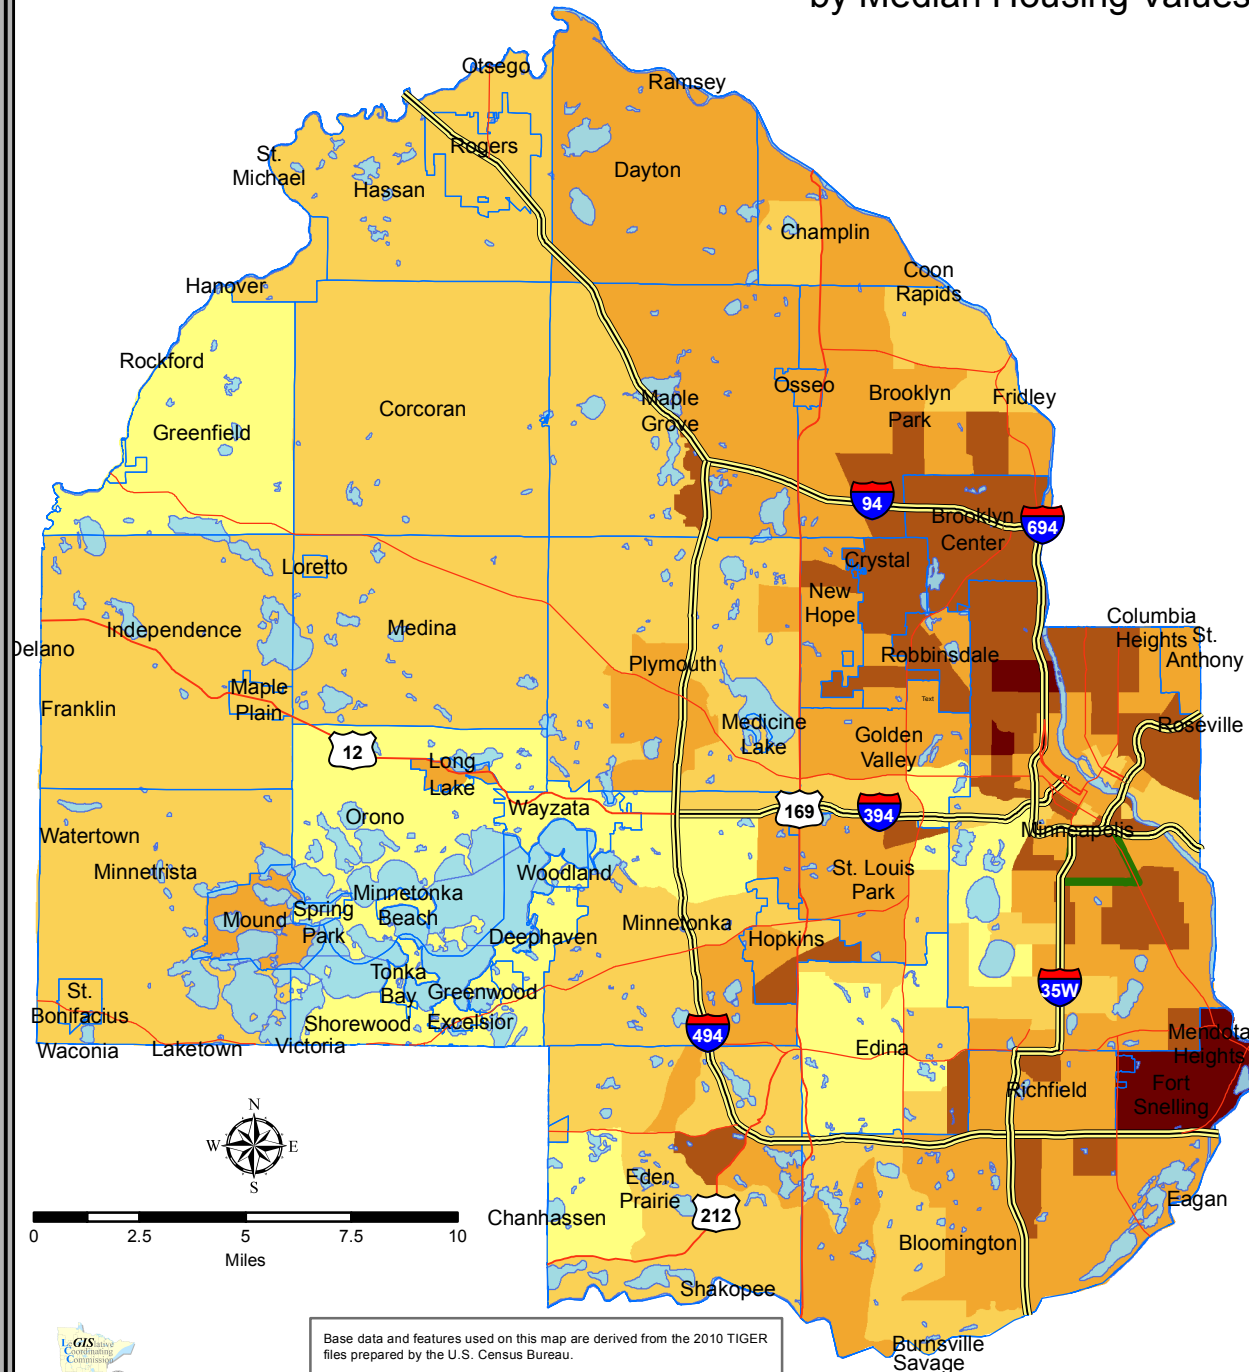 by Median Housing Values
Otsego
Ramsey
Rogers
St.
Michael
Hassan
Dayton
Champlin
Coon
Rapids
Hanover
Rockford
Corcoran
Maple
Grove
Osseo
Brooklyn
Park
Fridley
Greenfield
94
Brooklyn
Center
694
Loretto
Crystal
New
Hope
Columbia
Heights
St.
Anthony
Independence
Medina
Delano
Plymouth
Robbinsdale
Text
Maple
Plain
Franklin
Medicine
Lake
Golden
Valley
Roseville
12
Long
Lake
Wayzata
169
394
Orono
Minneapolis
Watertown
Minnetrista
Woodland
St. Louis
Park
Minnetonka
Beach
Mound
Spring
Park
Minnetonka
Deephaven
Hopkins
Tonka
Bay
Greenwood
St.
Bonifacius
35W
Shorewood
Excelsior
494
Mendota
Heights
Waconia
Laketown
Victoria
Edina
Richfield
Fort
Snelling
N
W
E
S
Eden
Prairie
Chanhassen
212
Eagan
0
2.5
5
7.5
10
Miles
Bloomington
Shakopee
LeGISlative
Coordinating
Commission
Base data and features used on this map are derived from the 2010 TIGER
files prepared by the U.S. Census Bureau.
Burnsville
Savage